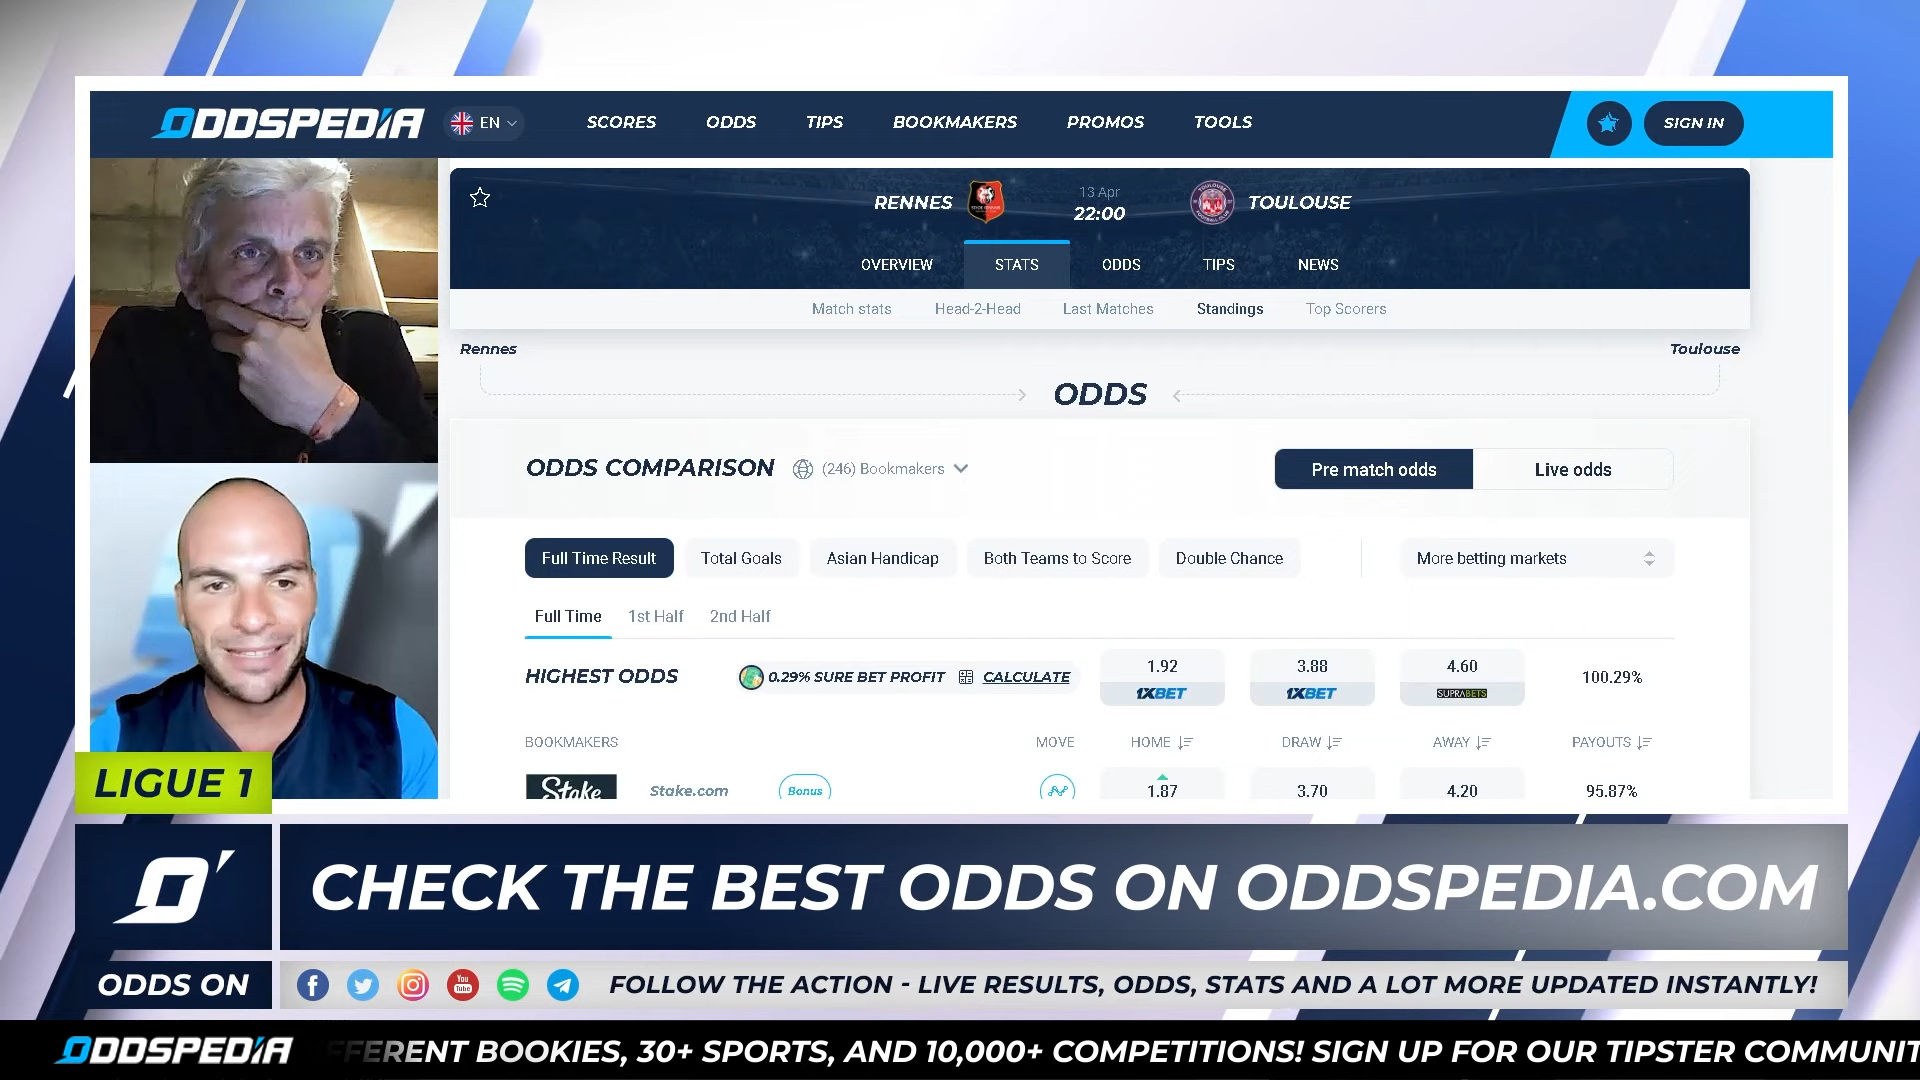 ODDSPEDIA EN SCORES ODDS TIPS BOOKMAKERS PROMOS TOOLS SIGN IN
RENNES 13 Apr 22:00 TOULOUSE
OVERVIEW STATS ODDS TIPS NEWS
Match stats Head-2-Head Last Matches Standings Top Scorers
Rennes Toulouse
ODDS
ODDS COMPARISON (246) Bookmakers Pre match odds Live odds
Full Time Result Total Goals Asian Handicap Both Teams to Score Double Chance More betting markets
Full Time 1st Half 2nd Half
HIGHEST ODDS 0.29% SURE BET PROFIT CALCULATE 1.92 3.88 4.60 100.29%
1XBET 1XBET SUPRABETS
BOOKMAKERS MOVE HOME DRAW AWAY PAYOUTS
Stake Stake.com Bonus 1.87 3.70 4.20 95.87%
LIGUE 1
CHECK THE BEST ODDS ON ODDSPEDIA.COM
ODDS ON You Tube FOLLOW THE ACTION - LIVE RESULTS, ODDS, STATS AND A LOT MORE UPDATED INSTANTLY!
ODDSPEDIA FFERENT BOOKIES, 30+ SPORTS, AND 10,000+ COMPETITIONS! SIGN UP FOR OUR TIPSTER COMMUNIT